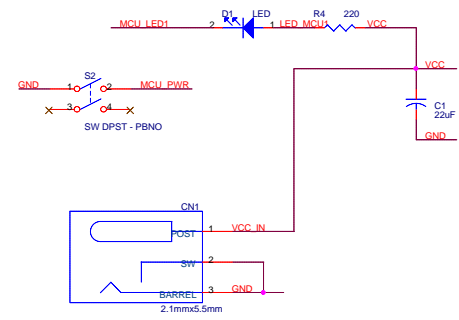 D1 LED R4 220
MCU_LED1 2 1 LED_MCU1 VCC
VCC
S2
GND 1 2 MCU_PWR
3 4
SW DPST - PBNO
C1
22uF
GND
CN1
POST 1 VCC_IN
SW 2
BARREL 3 GND
2.1mmx5.5mm